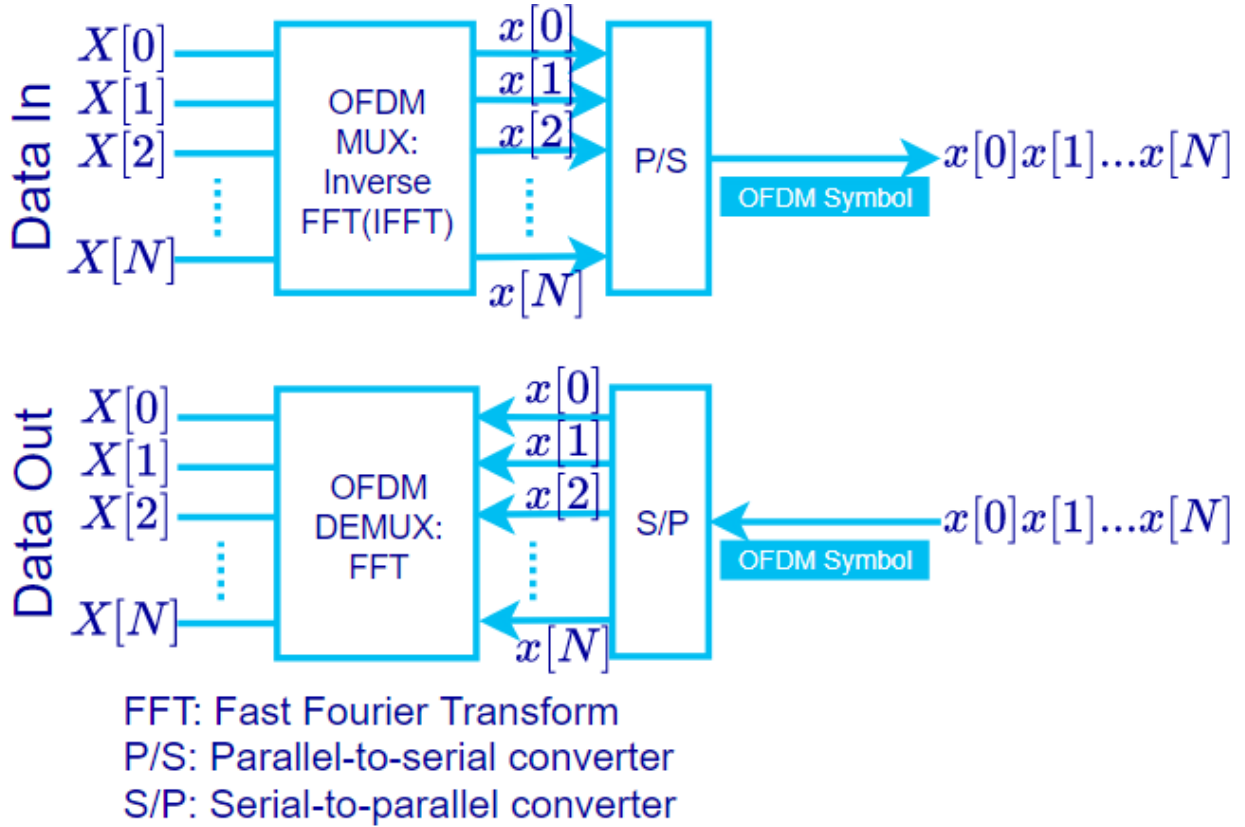 Data In
X[0]
X[1]
X[2]
X[N]
OFDM
MUX:
Inverse
FFT(IFFT)
x[0]
x[1]
x[2]
x[N]
P/S
x[0]x[1]...x[N]
OFDM Symbol
Data Out
X[0]
X[1]
X[2]
X[N]
OFDM
DEMUX:
FFT
x[0]
x[1]
x[2]
x[N]
S/P
x[0]x[1]...x[N]
OFDM Symbol
FFT: Fast Fourier Transform
P/S: Parallel-to-serial converter
S/P: Serial-to-parallel converter